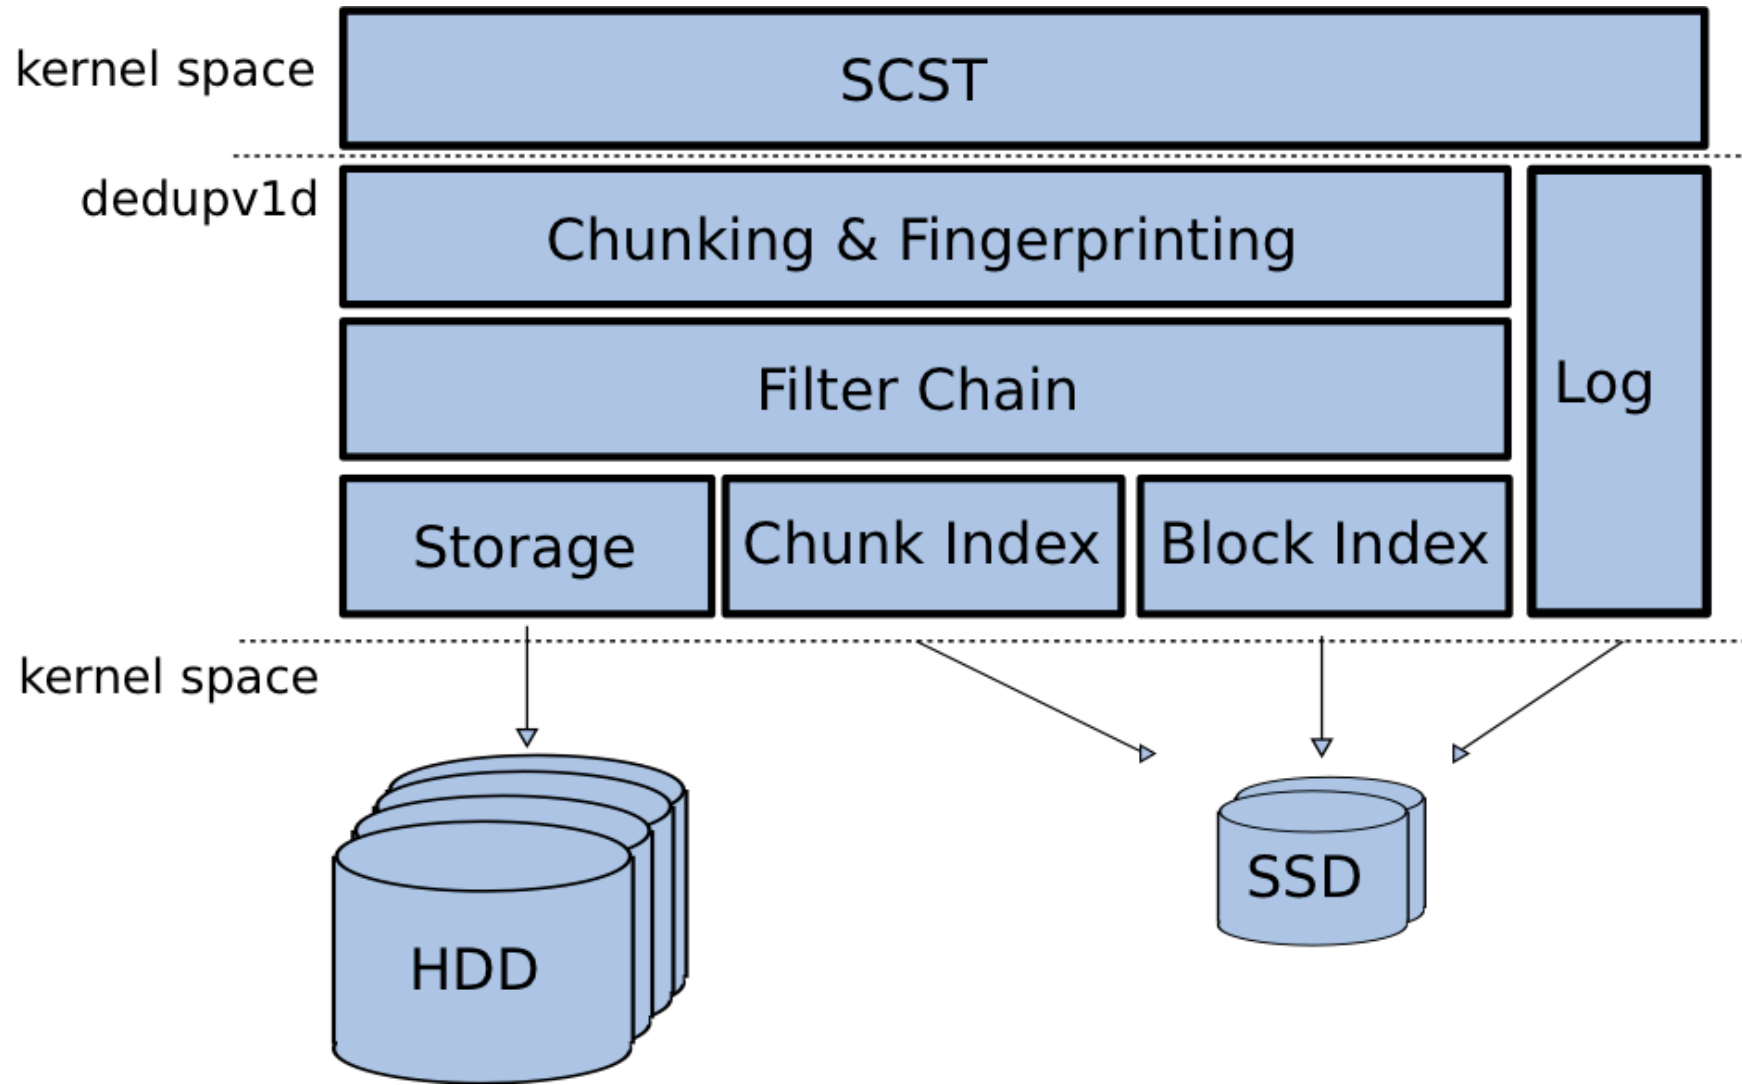 kernel space
SCST
dedupv1d
Chunking & Fingerprinting
Filter Chain
Log
Storage
Chunk Index
Block Index
kernel space
SSD
HDD